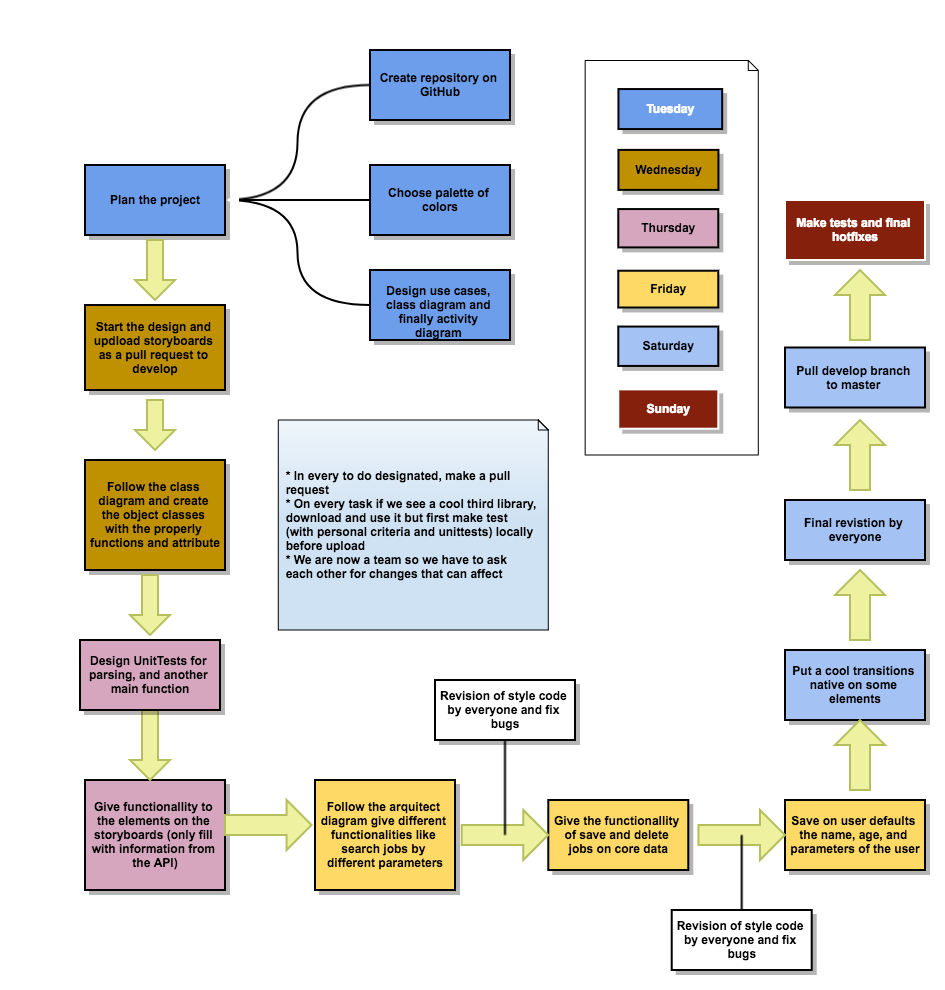 Create repository on
GitHub
Plan the project
Choose palette of
colors
Design use cases,
class diagram and
finally activity
diagram
Tuesday
Wednesday
Thursday
Friday
Saturday
Sunday
Start the design and
updload storyboards
as a pull request to
develop
Follow the class
diagram and create
the object classes
with the properly
functions and attribute
* In every to do designated, make a pull
request
* On every task if we see a cool third library,
download and use it but first make test
(with personal criteria and unittests) locally
before upload
* We are now a team so we have to ask
each other for changes that can affect
Design UnitTests for
parsing, and another
main function
Give functionallity to
the elements on the
storyboards (only fill
with information from
the API)
Follow the arquitect
diagram give different
functionalities like
search jobs by
different parameters
Revision of style code
by everyone and fix
bugs
Give the functionality
of save and delete
jobs on core data
Revision of style code
by everyone and fix
bugs
Save on user defaults
the name, age, and
parameters of the user
Put a cool transitions
native on some
elements
Final revistion by
everyone
Pull develop branch
to master
Make tests and final
hotfixes